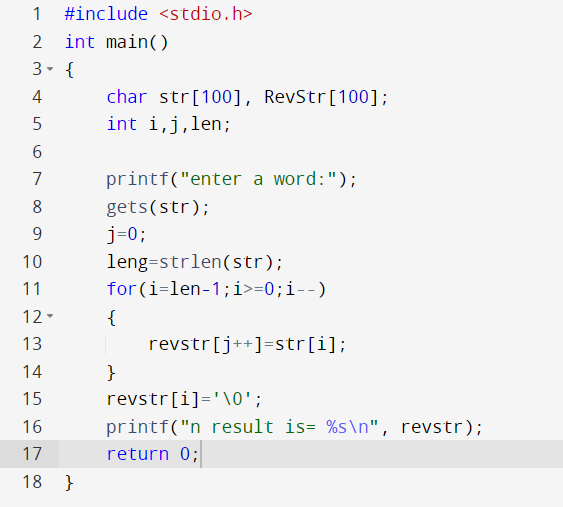 1 #include <stdio.h>
2 int main()
3 {
4 char str[100], RevStr[100];
5 int i,j,len;
6
7 printf("enter a word:");
8 gets(str);
9 j=0;
10 leng=strlen(str);
11 for(i=len-1;i>=0;i--)
12 {
13 revstr[j++]=str[i];
14 }
15 revstr[i]='\0';
16 printf("n result is= %s\n", revstr);
17 return 0;
18 }